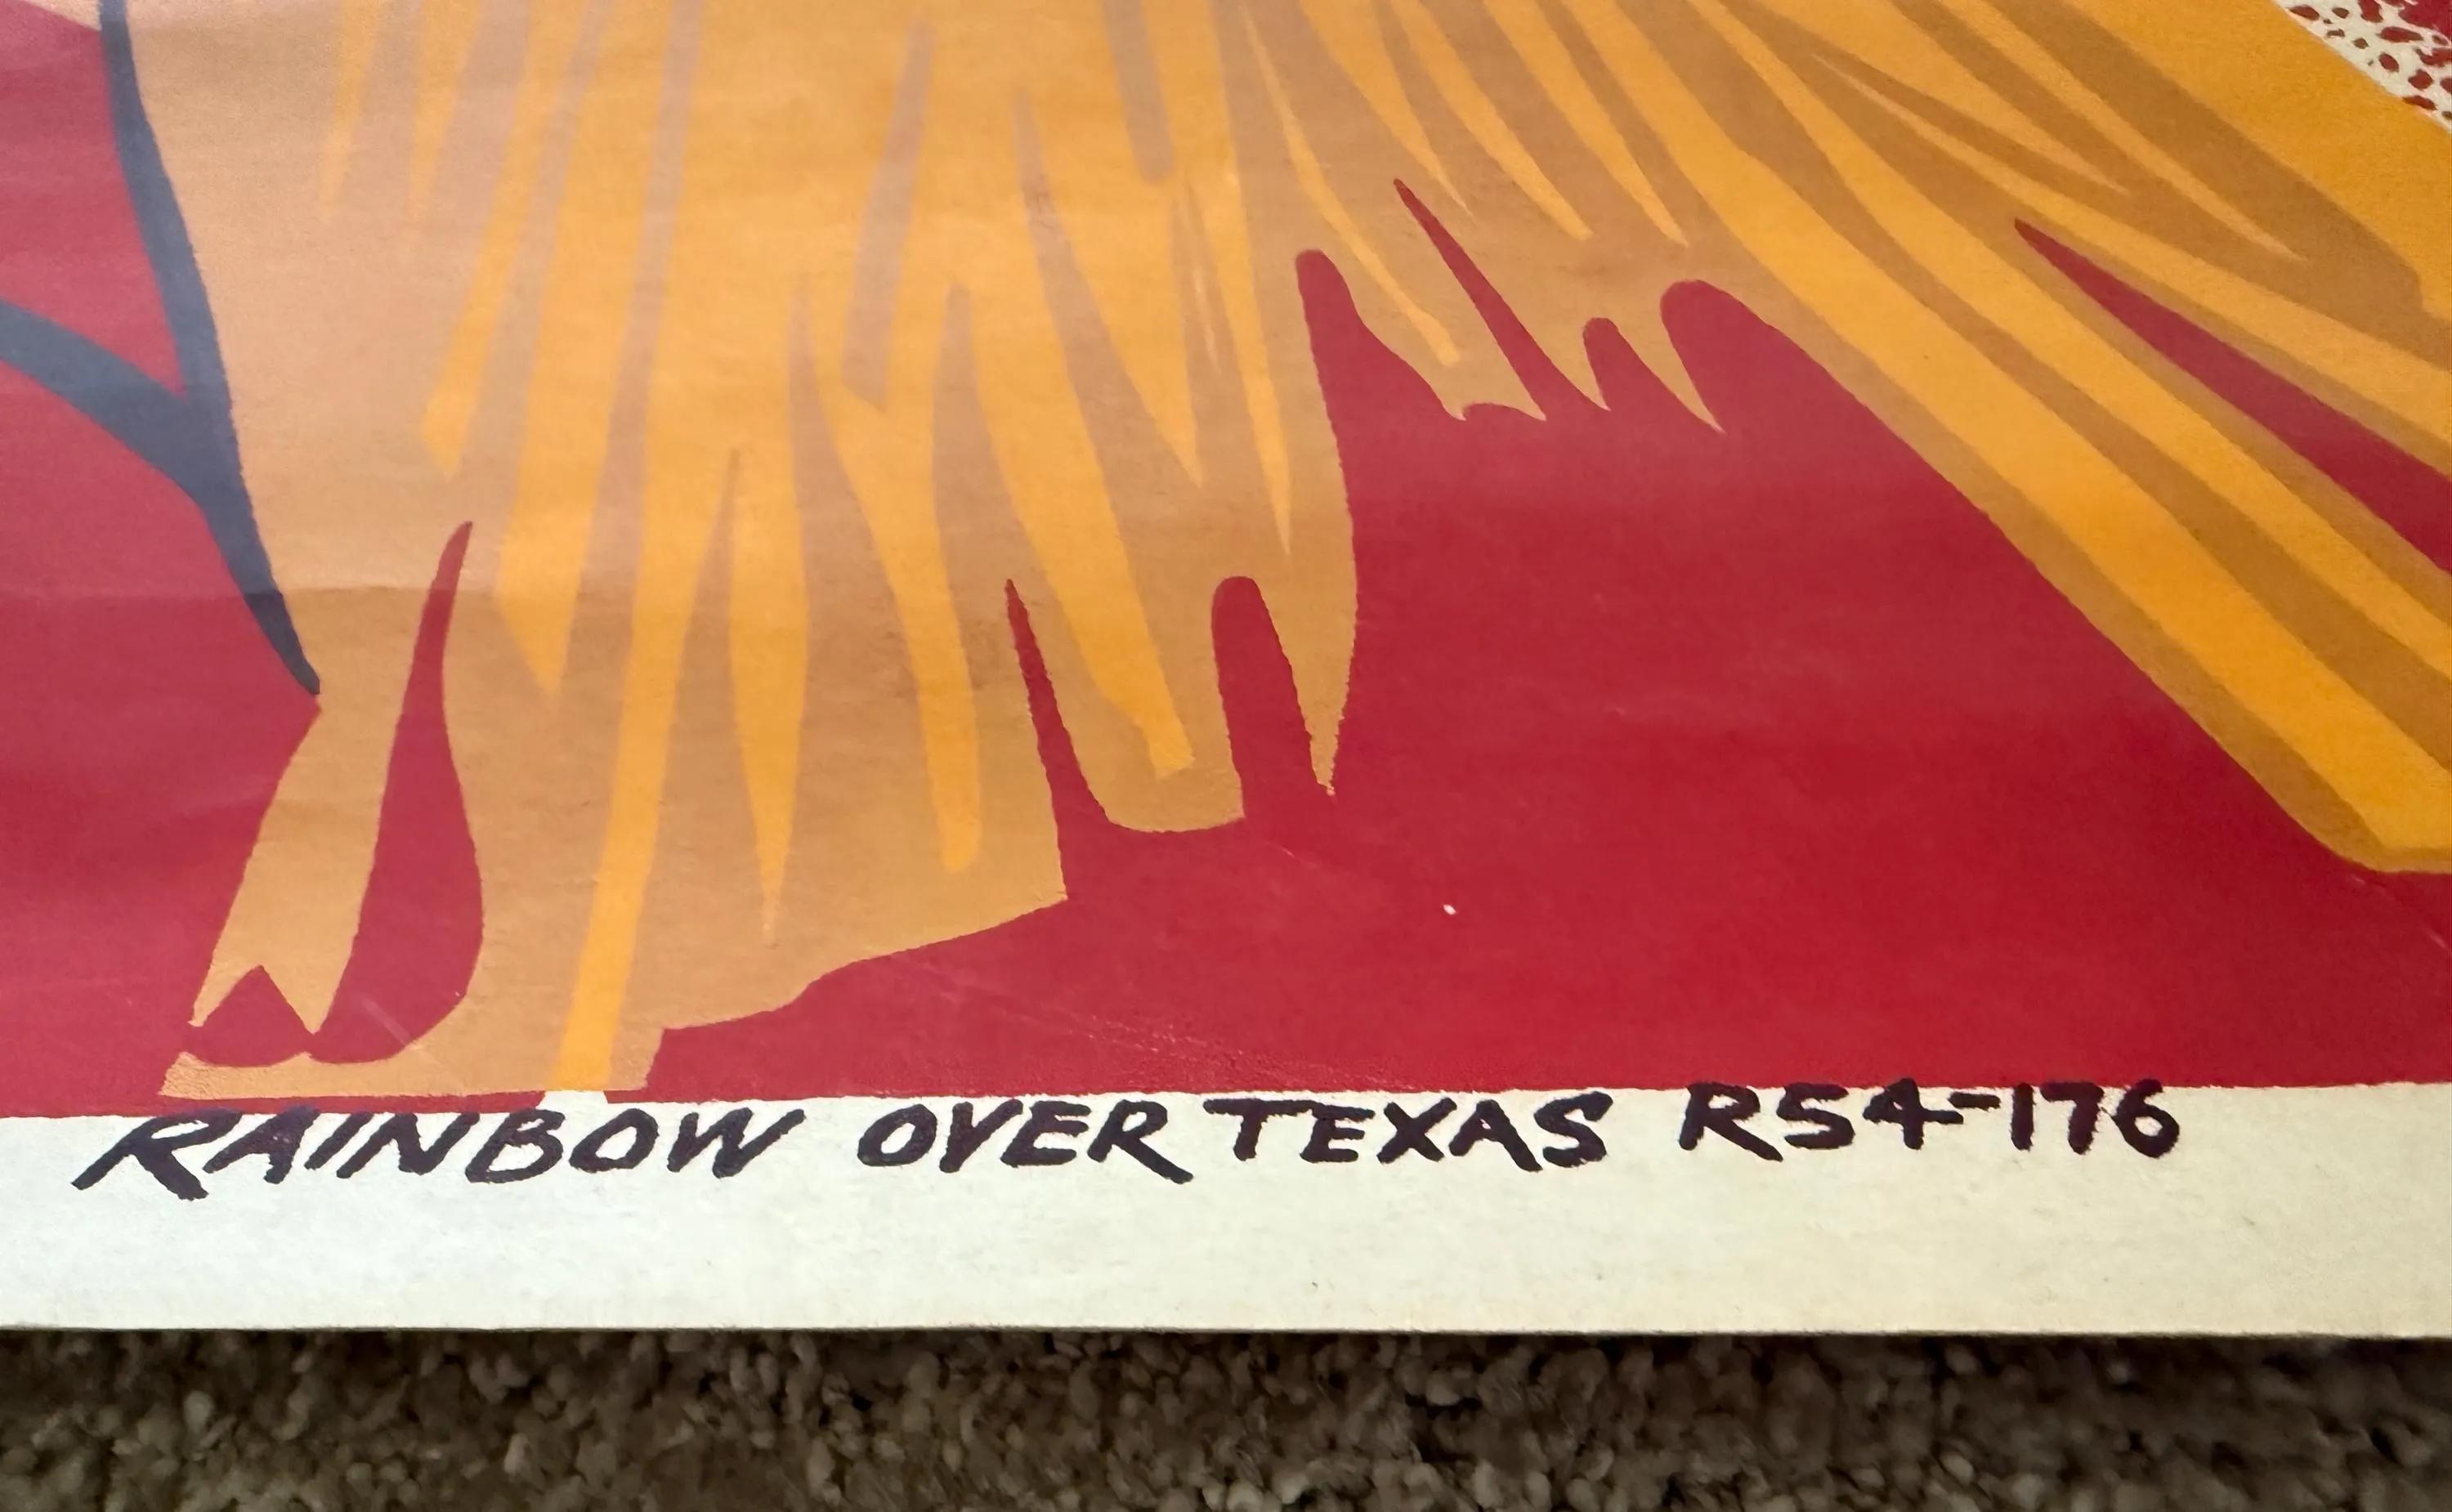 RAINBOW OVER TEXAS R54-176